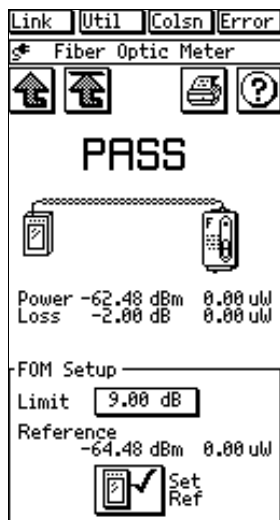 Link Util Colsn Error
Fiber Optic Meter
?
PASS
F
Power -62.48 dBm 0.00 uW
Loss -2.00 dB 0.00 uW
FOM Setup
Limit 9.00 dB
Reference
-64.48 dBm 0.00 uW
Set
Ref